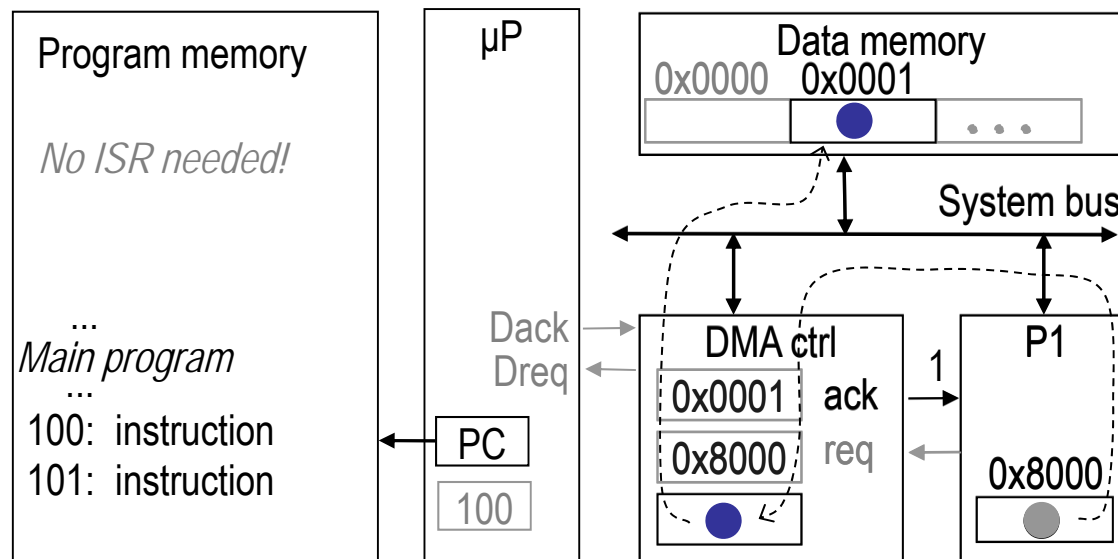 Program memory
No ISR needed!
...
Main program
...
100: instruction
101: instruction
µP
Dack
Dreq
PC
100
Data memory
0x0000 0x0001
...
System bus
DMA ctrl
0x0001
ack
0x8000
req
1
P1
0x8000